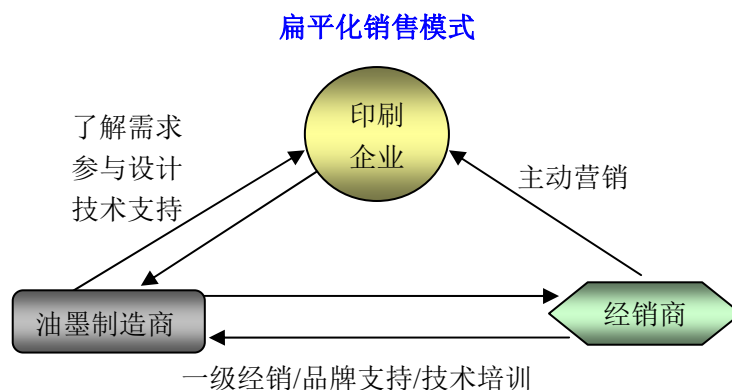 扁平化销售模式
印刷
企业
了解需求
参与设计
技术支持
主动营销
油墨制造商
经销商
一级经销/品牌支持/技术培训